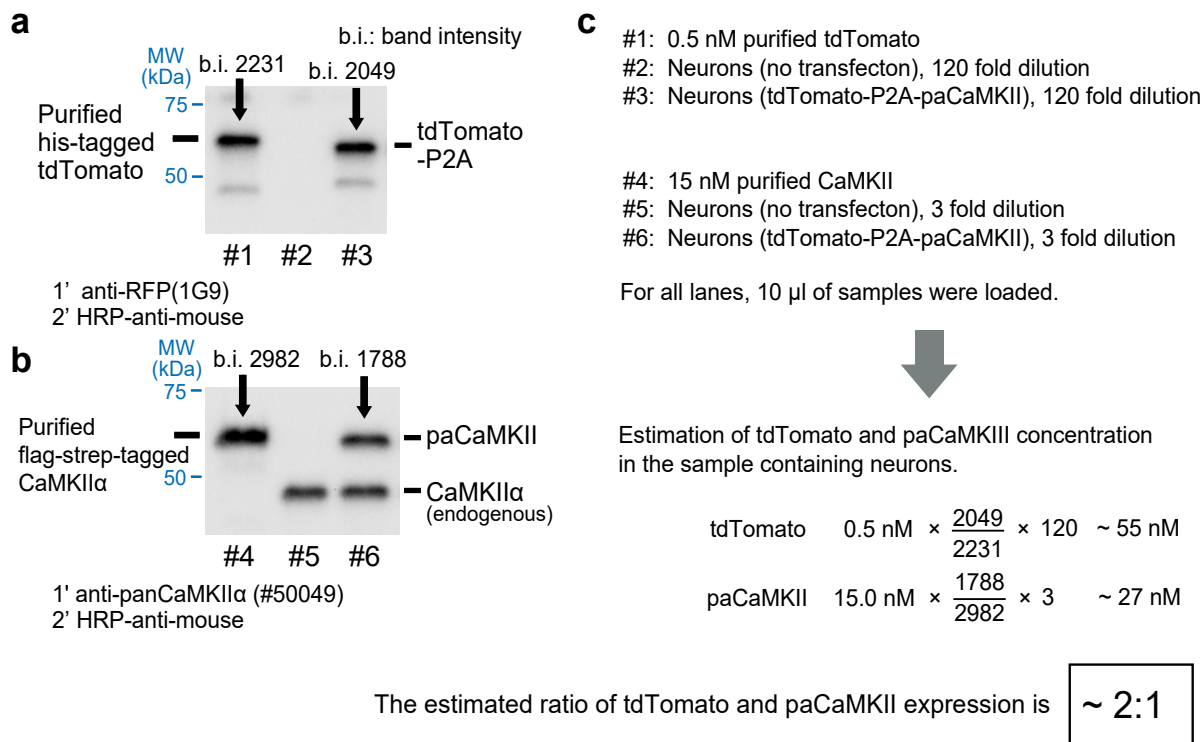 a
b.i.: band intensity
MW
(kDa)
b.i. 2231
b.i. 2049
75
50
Purified
his-tagged
tdTomato
tdTomato
-P2A
#1 #2 #3
1’ anti-RFP(1G9)
2’ HRP-anti-mouse
b
MW
(kDa)
b.i. 2982
b.i. 1788
75
50
Purified
flag-strep-tagged
CaMKIIα
paCaMKII
CaMKIIα
(endogenous)
#4 #5 #6
1' anti-panCaMKIIα (#50049)
2’ HRP-anti-mouse
c
#1: 0.5 nM purified tdTomato
#2: Neurons (no transfecton), 120 fold dilution
#3: Neurons (tdTomato-P2A-paCaMKII), 120 fold dilution
#4: 15 nM purified CaMKII
#5: Neurons (no transfecton), 3 fold dilution
#6: Neurons (tdTomato-P2A-paCaMKII), 3 fold dilution
For all lanes, 10 µl of samples were loaded.
Estimation of tdTomato and paCaMKIII concentration
in the sample containing neurons.
tdTomato 0.5 nM × 2049/2231 × 120 ~ 55 nM
paCaMKII 15.0 nM × 1788/2982 × 3 ~ 27 nM
The estimated ratio of tdTomato and paCaMKII expression is ~ 2:1